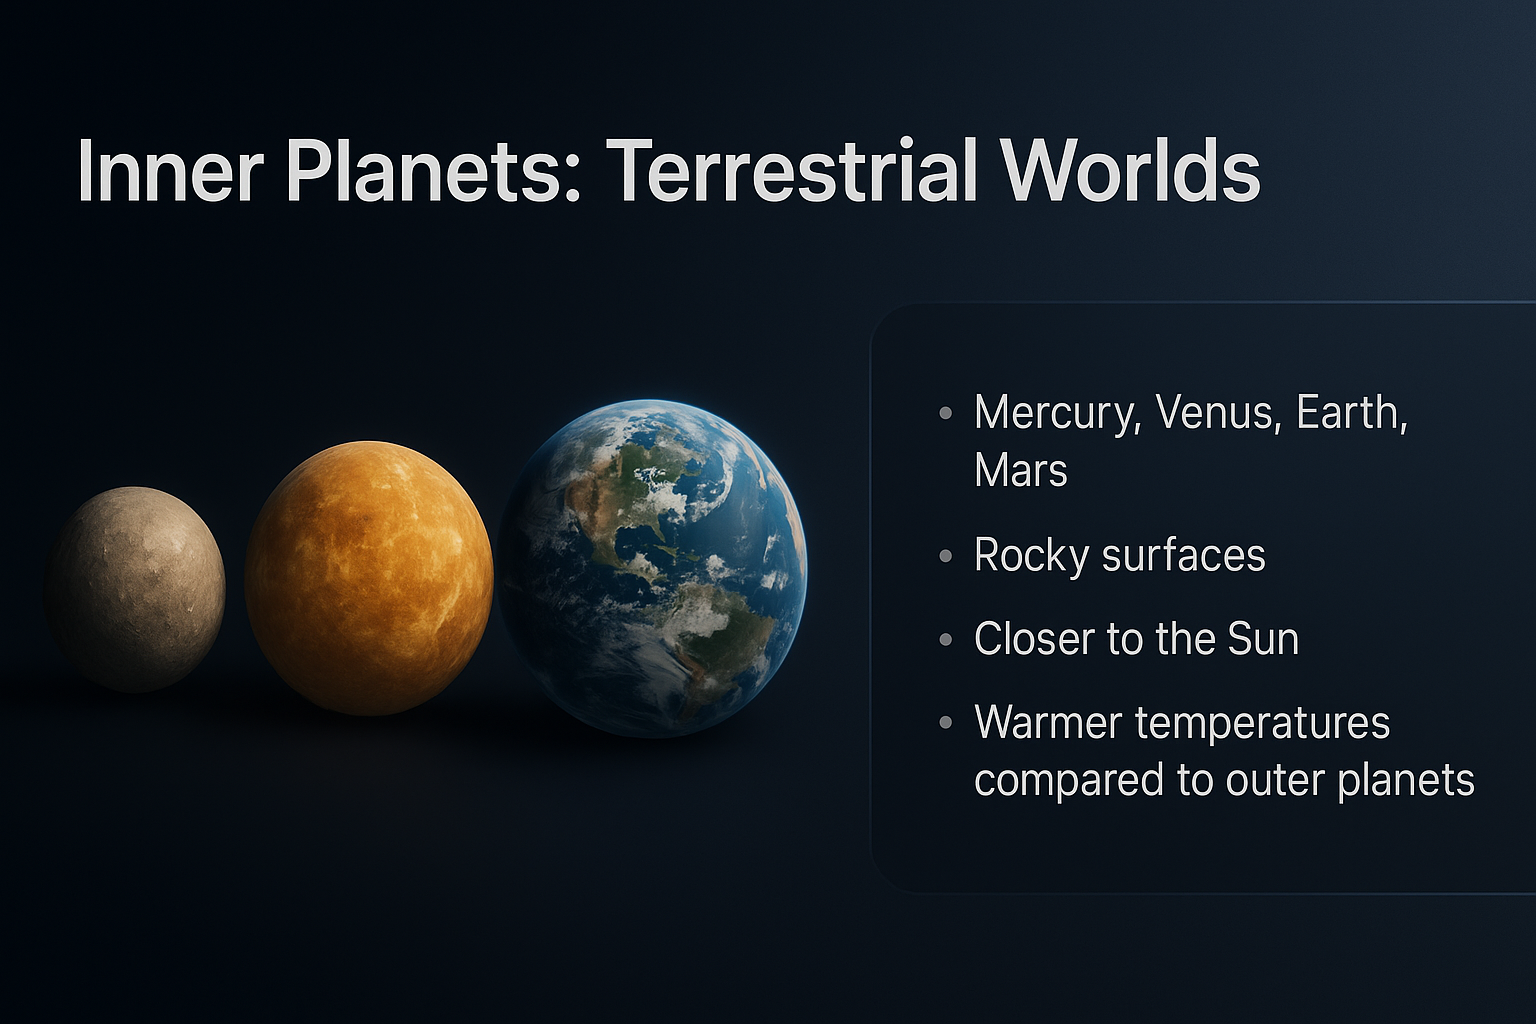 Inner Planets: Terrestrial Worlds
• Mercury, Venus, Earth,
Mars
• Rocky surfaces
• Closer to the Sun
• Warmer temperatures
compared to outer planets